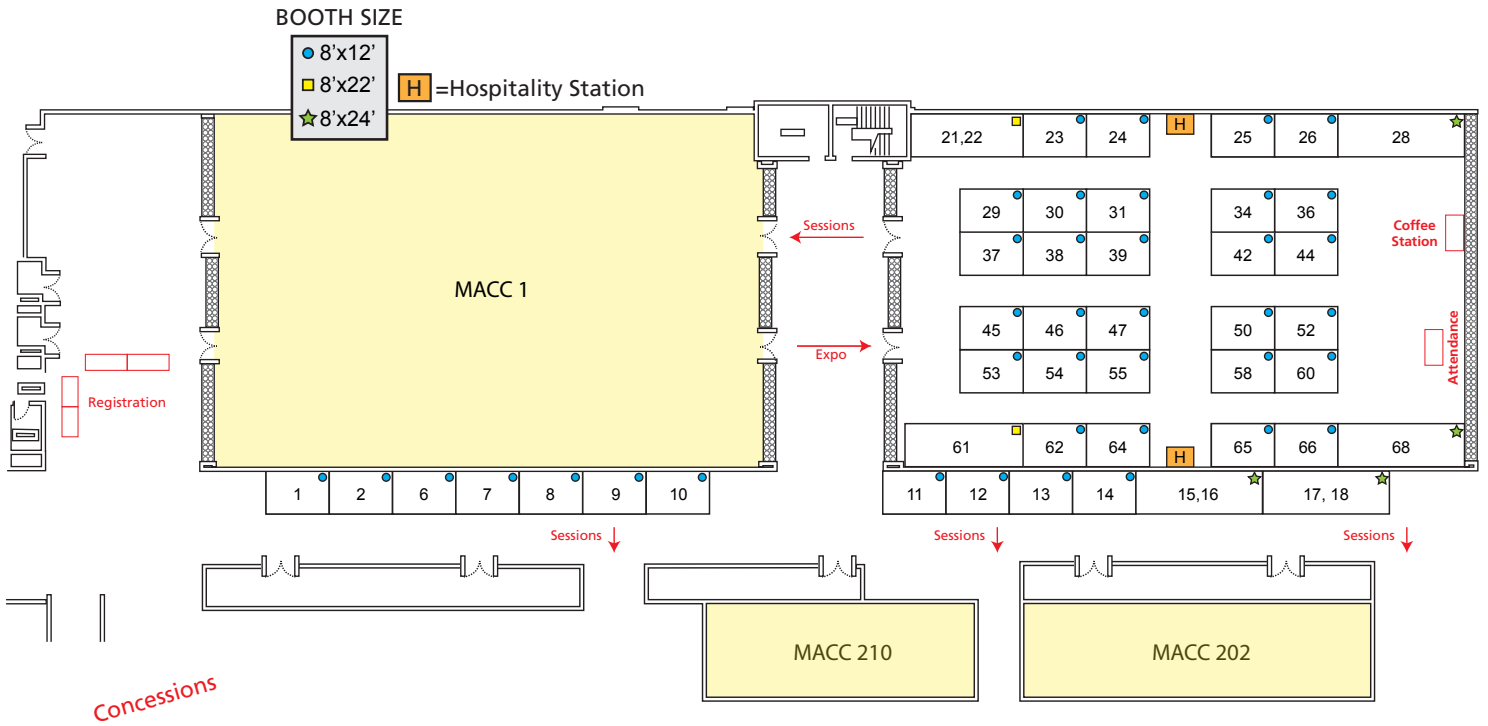 BOOTH SIZE
8’x12’
8’x22’
8’x24’
H =Hospitality Station
21,22 23 24 H 25 26 28
29 30 31 34 36
Sessions
Coffee
Station
37 38 39 42 44
MACC 1
45 46 47 50 52
Expo
Attendance
53 54 55 58 60
Registration
61 62 64 H 65 66 68
1 2 6 7 8 9 10 11 12 13 14 15,16 17, 18
Sessions Sessions Sessions
MACC 210 MACC 202
Concessions